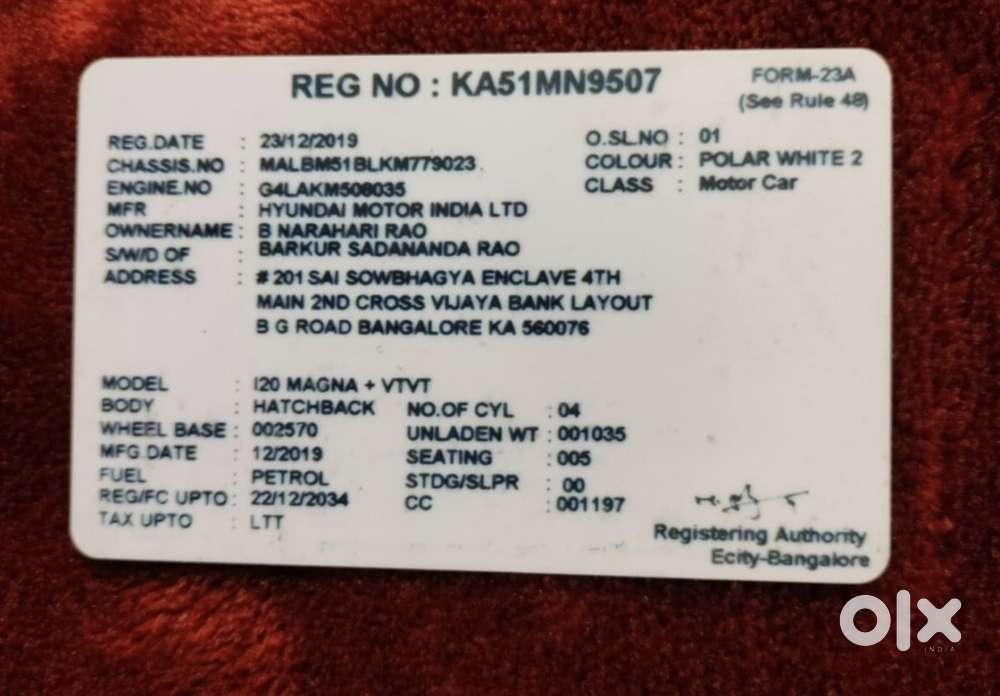 REG NO : KA51MN9507
FORM-23A
(See Rule 48)
REG.DATE : 23/12/2019
O.SL.NO : 01
CHASSIS.NO : MALBM51BLKM779023
COLOUR : POLAR WHITE 2
ENGINE.NO : G4LAKM508035
CLASS : Motor Car
MFR : HYUNDAI MOTOR INDIA LTD
OWNERNAME : B NARAHARI RAO
S/W/D OF : BARKUR SADANANDA RAO
ADDRESS : # 201 SAI SOWBHAGYA ENCLAVE 4TH
MAIN 2ND CROSS VIJAYA BANK LAYOUT
B G ROAD BANGALORE KA 560076
MODEL : I20 MAGNA + VTVT
BODY : HATCHBACK NO.OF CYL : 04
WHEEL BASE : 002570 UNLADEN WT : 001035
MFG.DATE : 12/2019 SEATING : 005
FUEL : PETROL STDG/SLPR : 00
REG/FC UPTO : 22/12/2034 CC : 001197
TAX UPTO : LTT
Registering Authority
Ecity-Bangalore
olx
INDIA